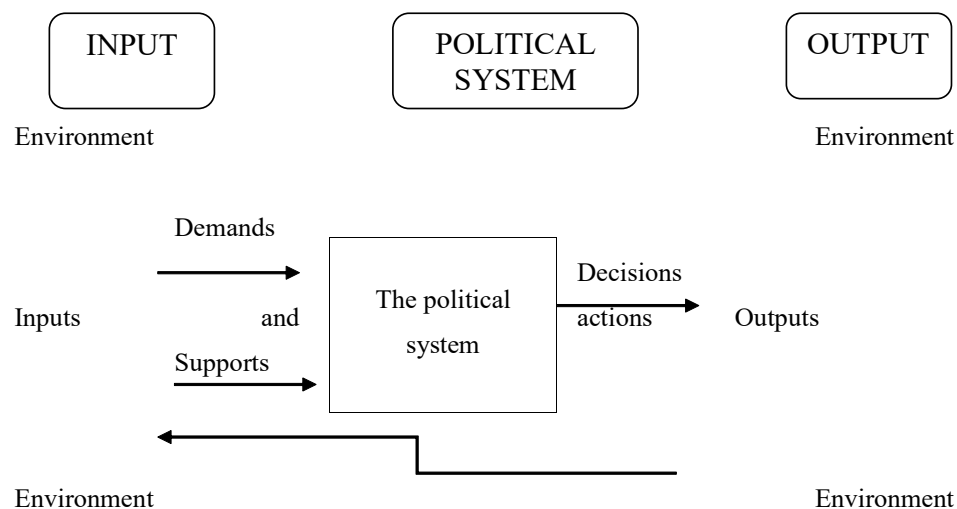 INPUT
POLITICAL
SYSTEM
OUTPUT
Environment
Environment
Demands
The political
system
Decisions
Inputs
and
actions
Outputs
Supports
Environment
Environment